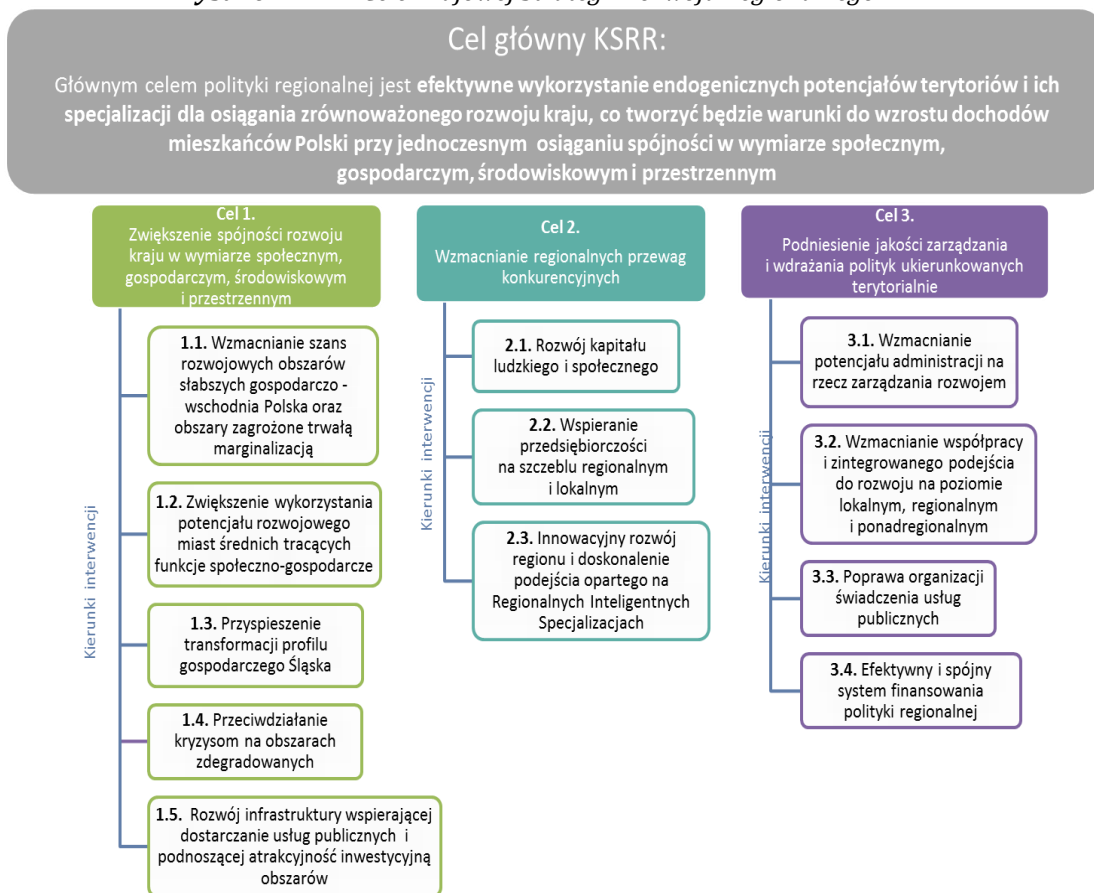 Cel główny KSRR:
Głównym celem polityki regionalnej jest efektywne wykorzystanie endogenicznych potencjałów terytoriów i ich
specjalizacji dla osiągania zrównoważonego rozwoju kraju, co tworzyć będzie warunki do wzrostu dochodów
mieszkańców Polski przy jednoczesnym osiąganiu spójności w wymiarze społecznym,
gospodarczym, środowiskowym i przestrzennym
Cel 1.
Zwiększenie spójności rozwoju
kraju w wymiarze społecznym,
gospodarczym, środowiskowym
i przestrzennym
Kierunki interwencji
1.1. Wzmacnianie szans
rozwojowych obszarów
słabszych gospodarczo -
wschodnia Polska oraz
obszary zagrożone trwałą
marginalizacją
1.2. Zwiększenie wykorzystania
potencjału rozwojowego
miast średnich tracących
funkcje społeczno-gospodarcze
1.3. Przyspieszenie
transformacji profilu
gospodarczego Śląska
1.4. Przeciwdziałanie
kryzysom na obszarach
zdegradowanych
1.5. Rozwój infrastruktury wspierającej
dostarczanie usług publicznych i
podnoszącej atrakcyjność inwestycyjną
obszarów
Cel 2.
Wzmacnianie regionalnych przewag
konkurencyjnych
Kierunki interwencji
2.1. Rozwój kapitału
ludzkiego i społecznego
2.2. Wspieranie
przedsiębiorczości
na szczeblu regionalnym
i lokalnym
2.3. Innowacyjny rozwój
regionu i doskonalenie
podejścia opartego na
Regionalnych Inteligentnych
Specjalizacjach
Cel 3.
Podniesienie jakości zarządzania
i wdrażania polityk ukierunkowanych
terytorialnie
Kierunki interwencji
3.1. Wzmacnianie
potencjału administracji na
rzecz zarządzania rozwojem
3.2. Wzmacnianie współpracy
i zintegrowanego podejścia
do rozwoju na poziomie
lokalnym, regionalnym
i ponadregionalnym
3.3. Poprawa organizacji
świadczenia usług
publicznych
3.4. Efektywny i spójny
system finansowania
polityki regionalnej